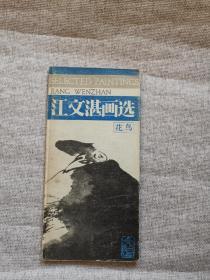 SELECTED PAINTINGS
JIANG WENZHAN
江文湛画选
花鸟